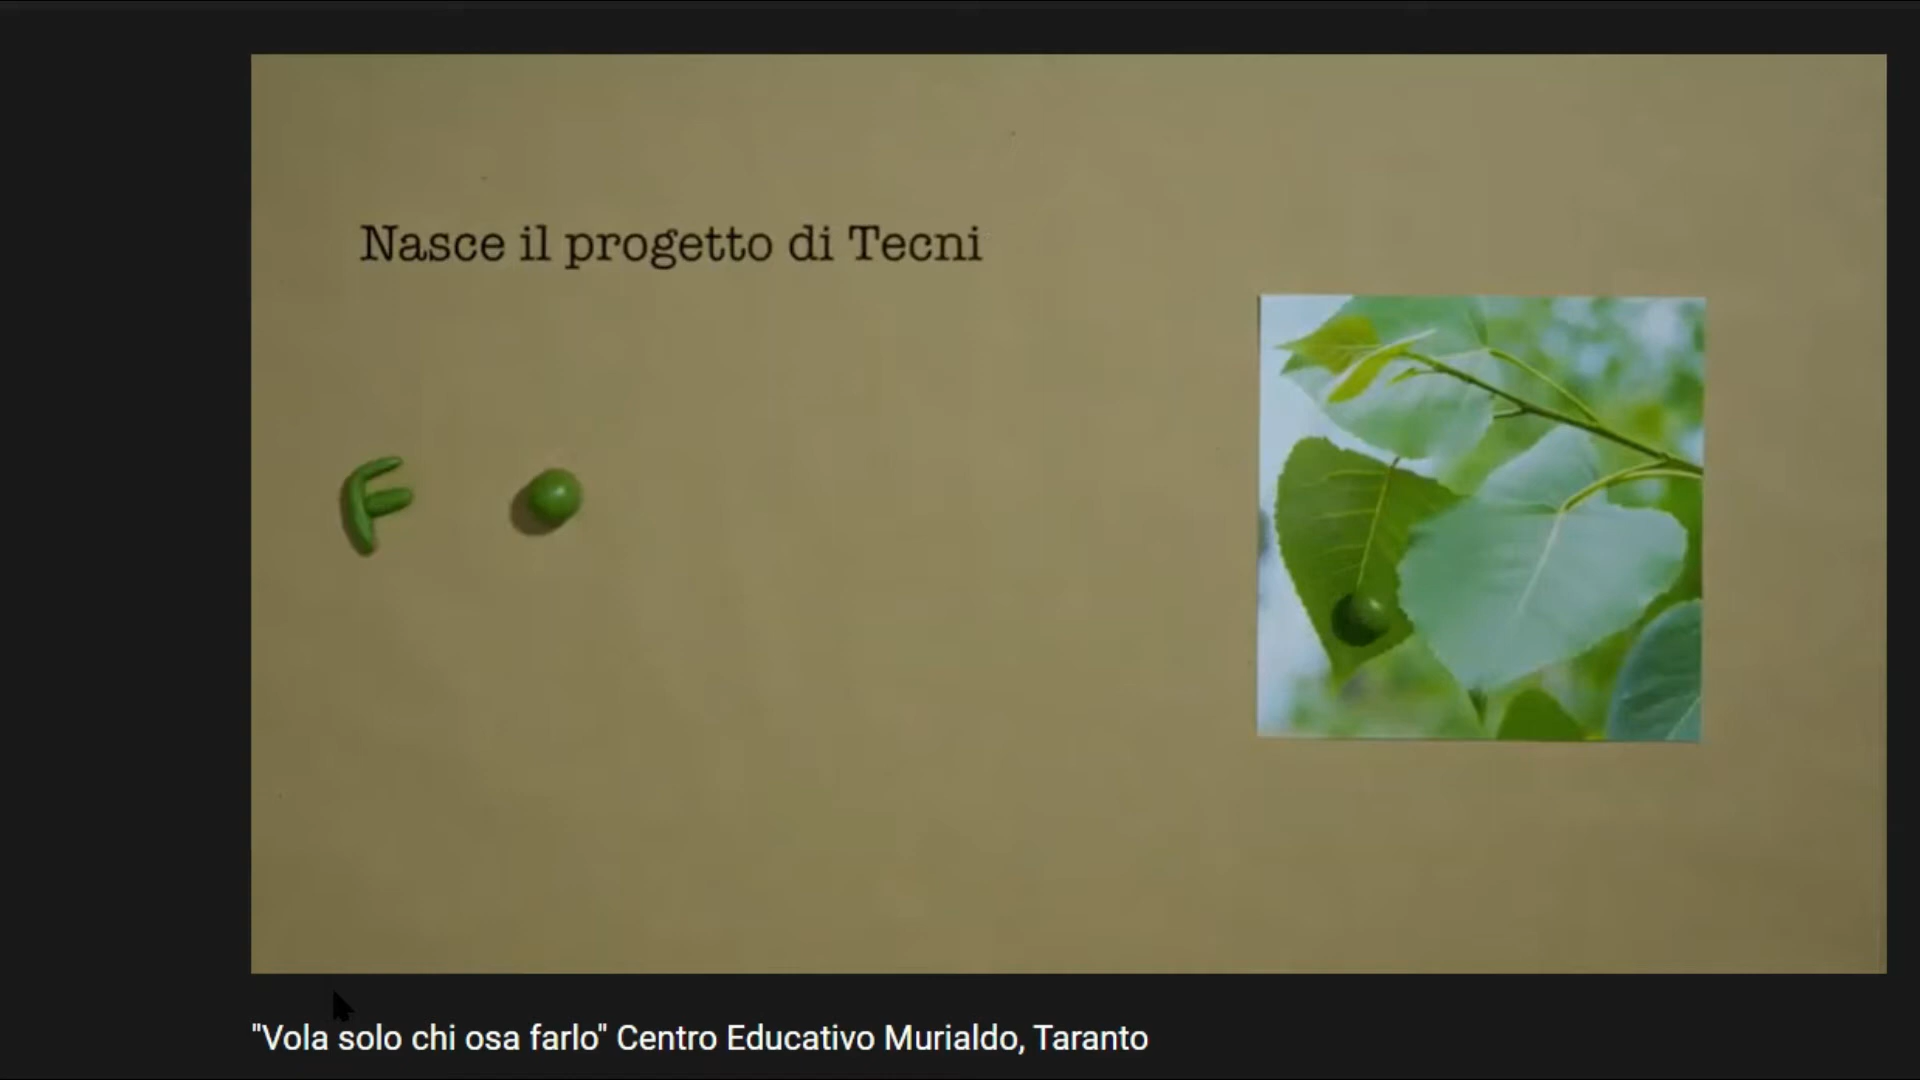 Nasce il progetto di Tecni
F
"Vola solo chi osa farlo" Centro Educativo Murialdo, Taranto